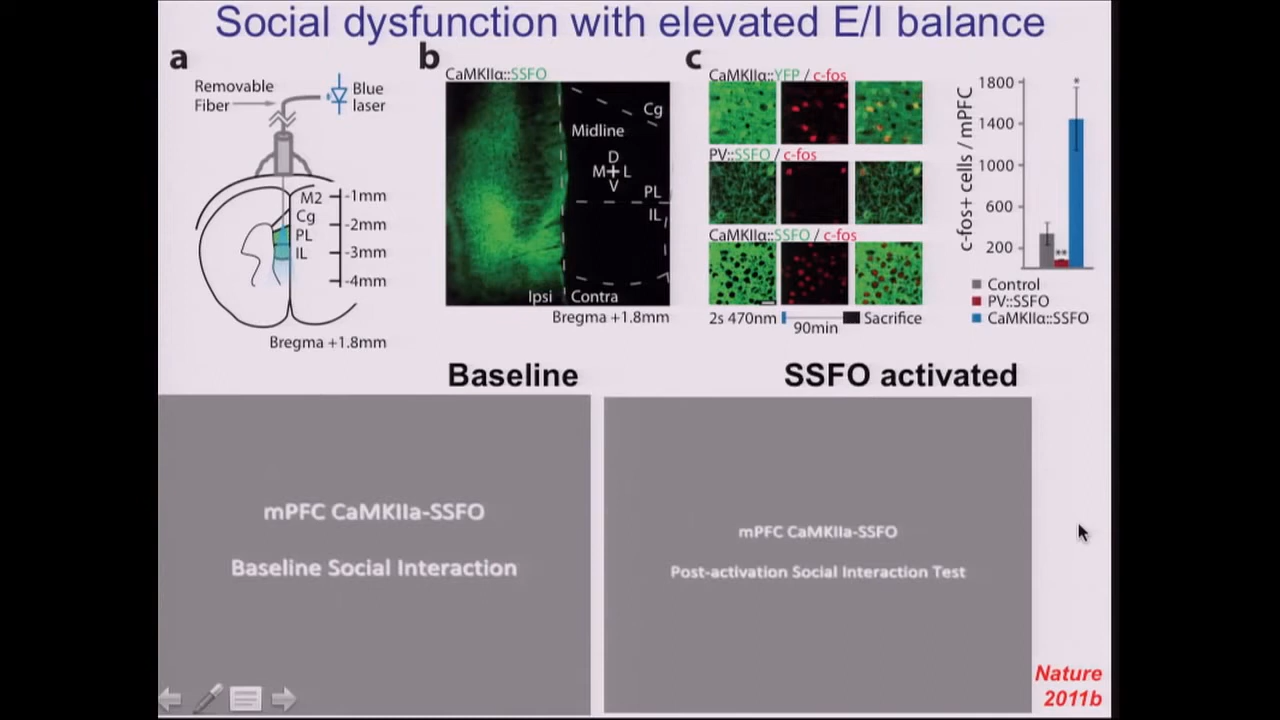 Social dysfunction with elevated E/I balance
a
Removable
Fiber
Blue
laser
M2
Cg
PL
IL
-1mm
-2mm
-3mm
-4mm
Bregma +1.8mm
b
CaMKIIα::SSFO
Cg
Midline
D
M L
V
PL
IL
Ipsi
Contra
Bregma +1.8mm
c
CaMKIIα::YFP / c-fos
PV::SSFO / c-fos
CaMKIIα::SSFO / c-fos
2s 470nm
90min
Sacrifice
c-fos+ cells / mPFC
1800
1400
1000
600
200
*
**
Control
PV::SSFO
CaMKIIα::SSFO
Baseline
SSFO activated
mPFC CaMKIIa-SSFO
Baseline Social Interaction
mPFC CaMKIIa-SSFO
Post-activation Social Interaction Test
Nature
2011b